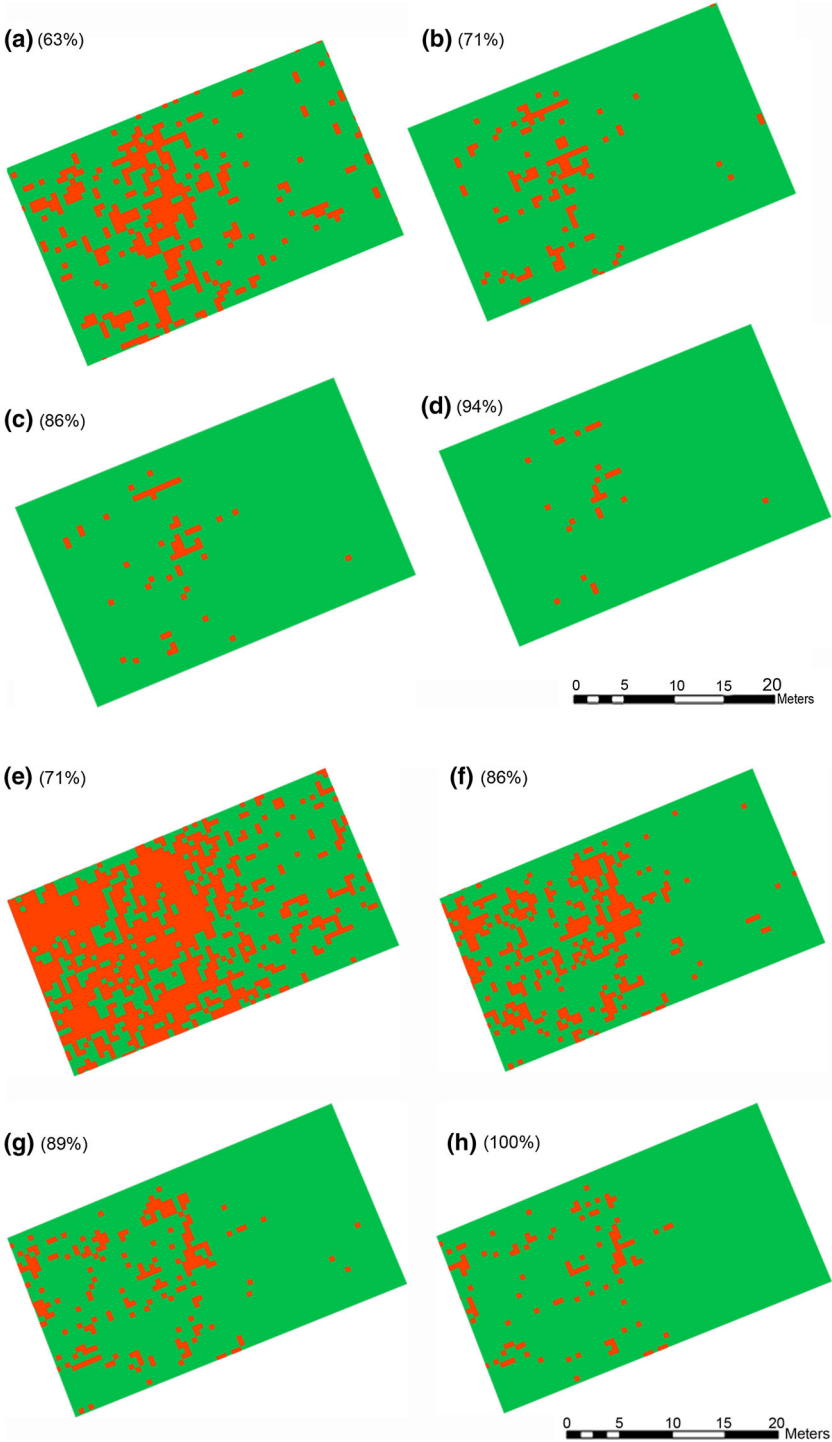 (a) (63%)
(b) (71%)
(c) (86%)
(d) (94%)
0 5 10 15 20
Meters
(e) (71%)
(f) (86%)
(g) (89%)
(h) (100%)
0 5 10 15 20 Meters